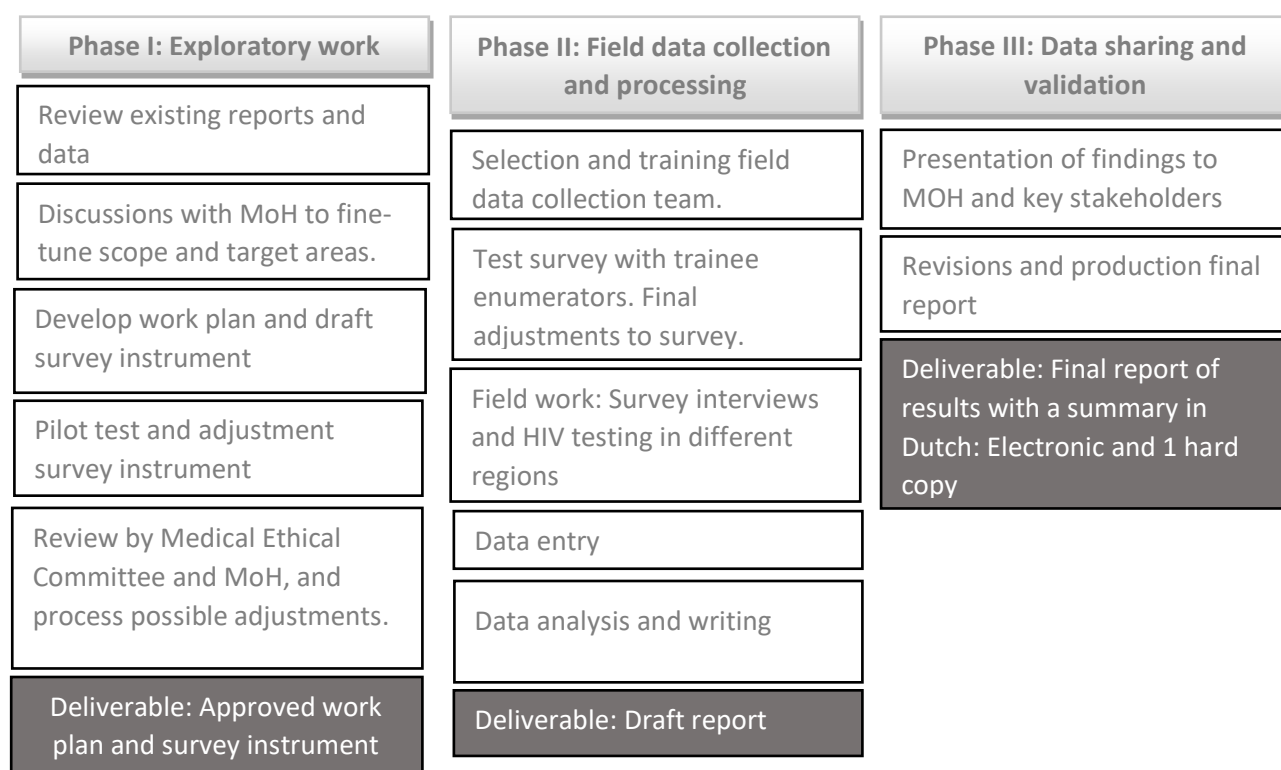 Phase I: Exploratory work
Review existing reports and
data
Discussions with MoH to fine-
tune scope and target areas.
Develop work plan and draft
survey instrument
Pilot test and adjustment
survey instrument
Review by Medical Ethical
Committee and MoH, and
process possible adjustments.
Deliverable: Approved work
plan and survey instrument
Phase II: Field data collection
and processing
Selection and training field
data collection team.
Test survey with trainee
enumerators. Final
adjustments to survey.
Field work: Survey interviews
and HIV testing in different
regions
Data entry
Data analysis and writing
Deliverable: Draft report
Phase III: Data sharing and
validation
Presentation of findings to
MOH and key stakeholders
Revisions and production final
report
Deliverable: Final report of
results with a summary in
Dutch: Electronic and 1 hard
copy